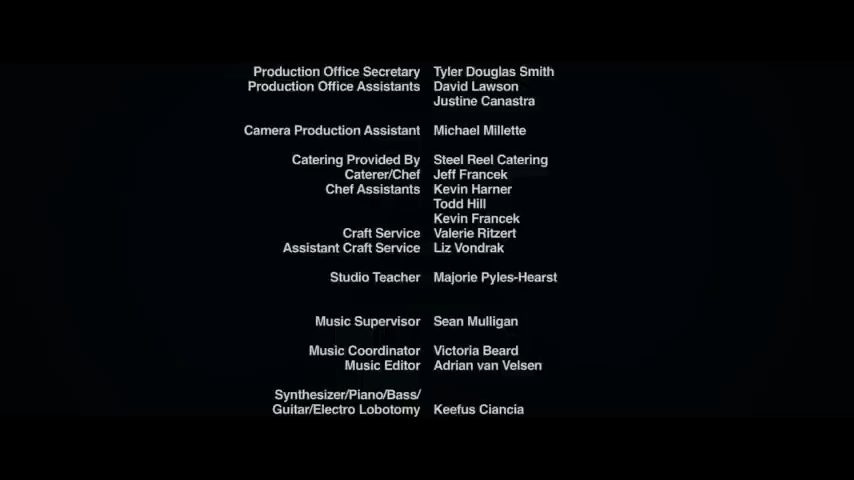 Production Office Secretary Tyler Douglas Smith
Production Office Assistants David Lawson
Justine Canastra
Camera Production Assistant Michael Millette
Catering Provided By Steel Reel Catering
Caterer/Chef Jeff Francek
Chef Assistants Kevin Harner
Todd Hill
Kevin Francek
Craft Service Valerie Ritzert
Assistant Craft Service Liz Vondrak
Studio Teacher Majorie Pyles-Hearst
Music Supervisor Sean Mulligan
Music Coordinator Victoria Beard
Music Editor Adrian van Velsen
Synthesizer/Piano/Bass/
Guitar/Electro Lobotomy Keefus Ciancia